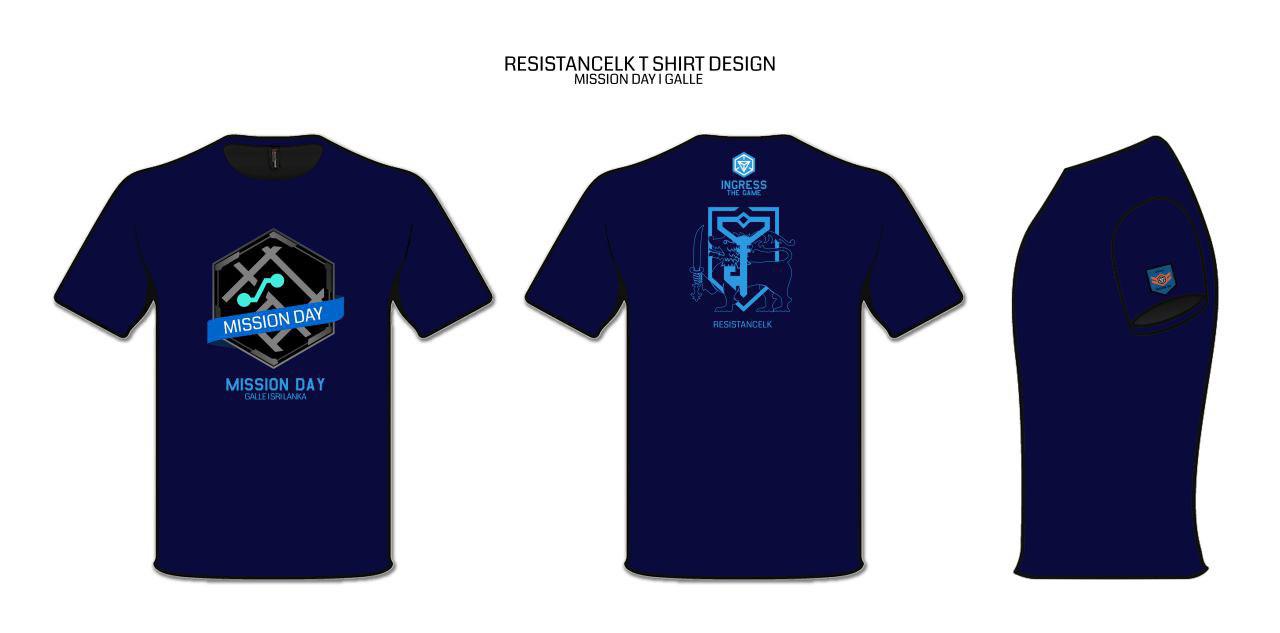 RESISTANCELK T SHIRT DESIGN
MISSION DAY I GALLE
MISSION DAY
MISSION DAY
GALLE I SRI LANKA
INGRESS
THE GAME
RESISTANCELK